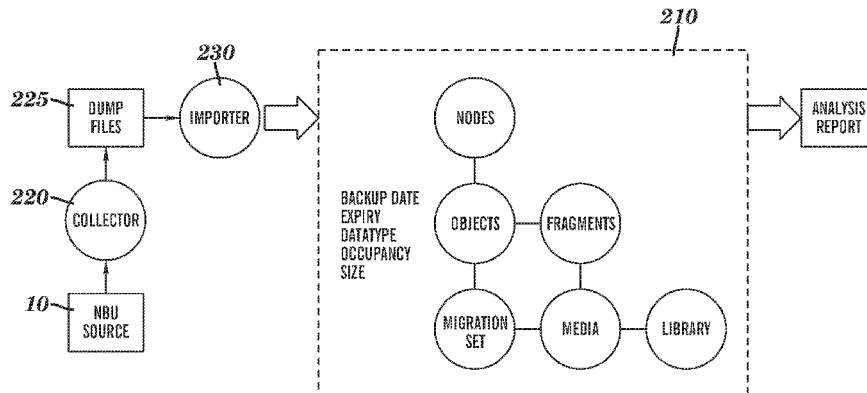 210
230
225
DUMP
FILES
IMPORTER
NODES
ANALYSIS
REPORT
220
COLLECTOR
BACKUP DATE
EXPIRY
DATATYPE
OCCUPANCY
SIZE
OBJECTS
FRAGMENTS
10
NBU
SOURCE
MIGRATION
SET
MEDIA
LIBRARY